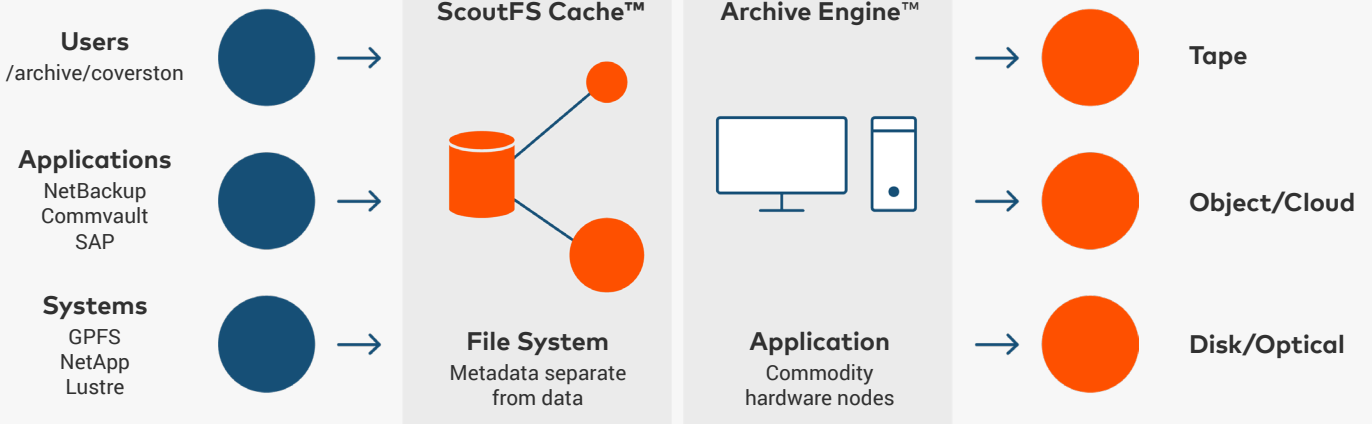 Users
/archive/coverston
Applications
NetBackup
Commvault
SAP
Systems
GPFS
NetApp
Lustre
ScoutFS Cache™
File System
Metadata separate
from data
Archive Engine™
Application
Commodity
hardware nodes
Tape
Object/Cloud
Disk/Optical